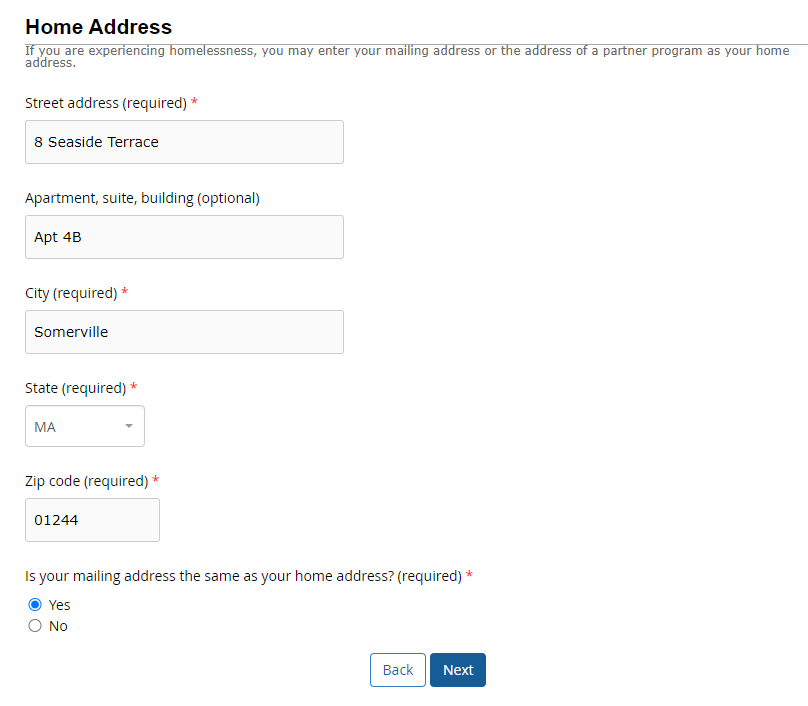 Home Address
If you are experiencing homelessness, you may enter your mailing address or the address of a partner program as your home
address.
Street address (required) *
8 Seaside Terrace
Apartment, suite, building (optional)
Apt 4B
City (required) *
Somerville
State (required) *
MA
Zip code (required) *
01244
Is your mailing address the same as your home address? (required) *
Yes
No
Back Next